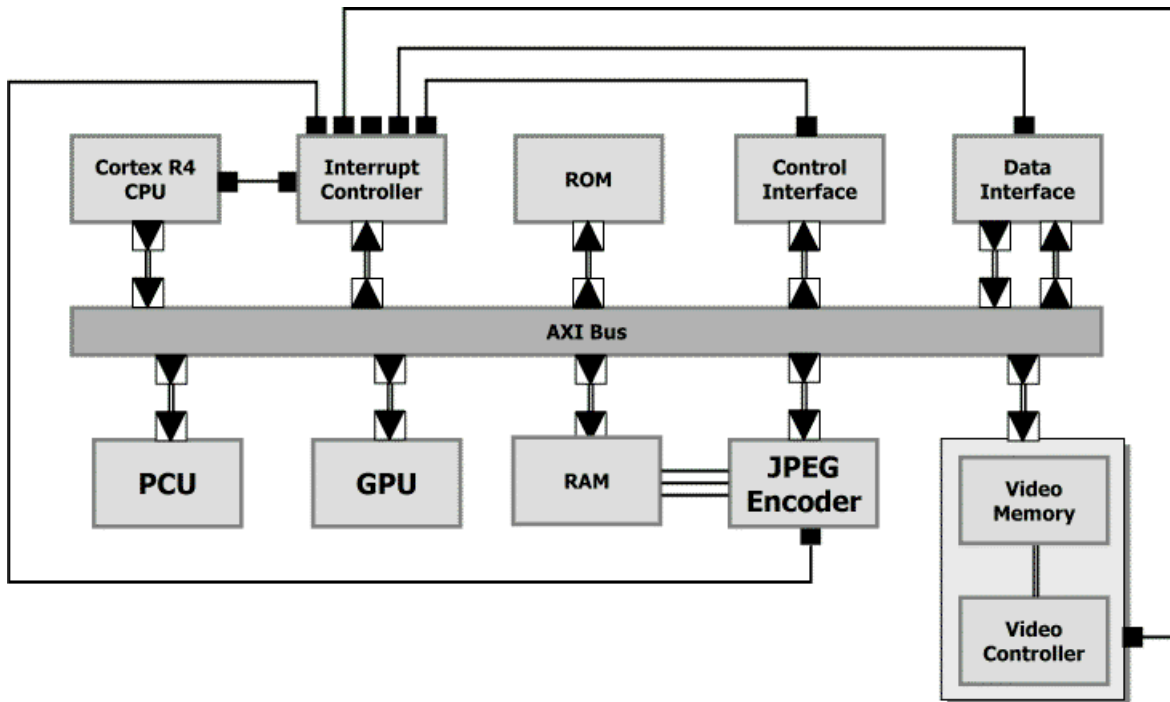 Cortex R4
CPU
Interrupt
Controller
ROM
Control
Interface
Data
Interface
AXI Bus
PCU
GPU
RAM
JPEG
Encoder
Video
Memory
Video
Controller